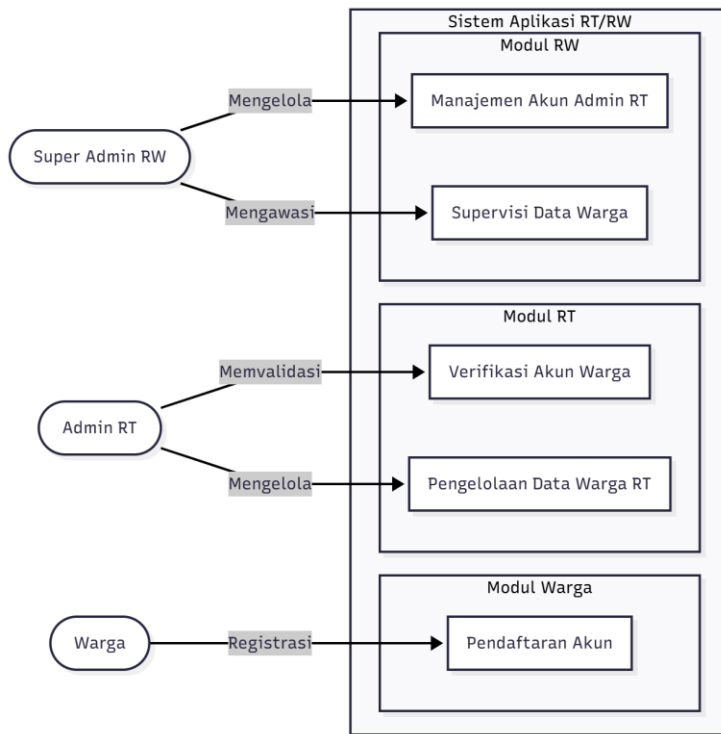 Sistem Aplikasi RT/RW
Modul RW
Mengelola
Manajemen Akun Admin RT
Super Admin RW
Mengawasi
Supervisi Data Warga
Modul RT
Memvalidasi
Verifikasi Akun Warga
Admin RT
Mengelola
Pengelolaan Data Warga RT
Modul Warga
Warga
Registrasi
Pendaftaran Akun